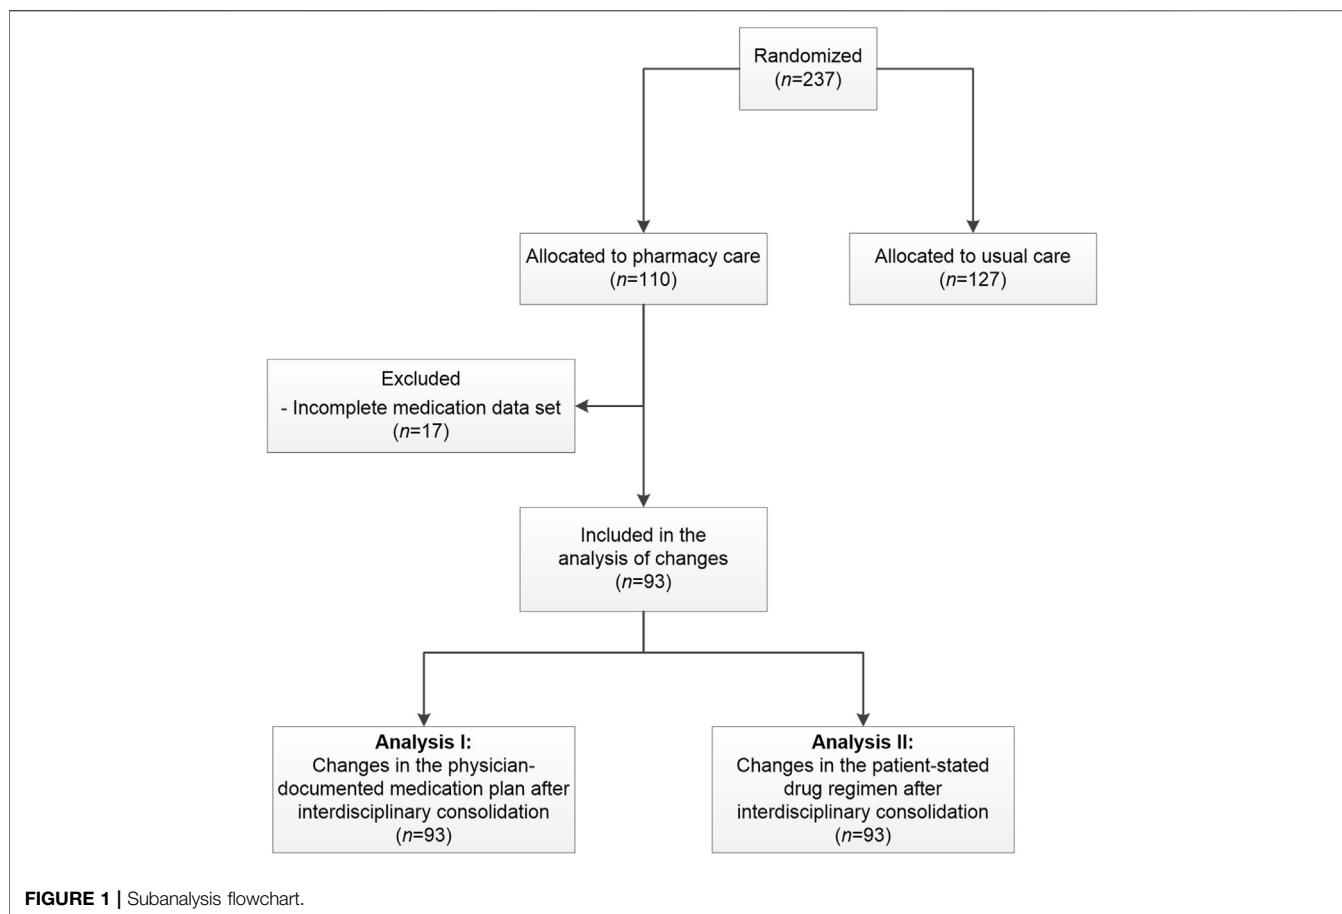 Randomized
(n=237)
Allocated to pharmacy care
(n=110)
Allocated to usual care
(n=127)
Excluded
- Incomplete medication data set
(n=17)
Included in the
analysis of changes
(n=93)
Analysis I:
Changes in the physician-
documented medication plan after
interdisciplinary consolidation
(n=93)
Analysis II:
Changes in the patient-stated
drug regimen after
interdisciplinary consolidation
(n=93)
FIGURE 1 | Subanalysis flowchart.